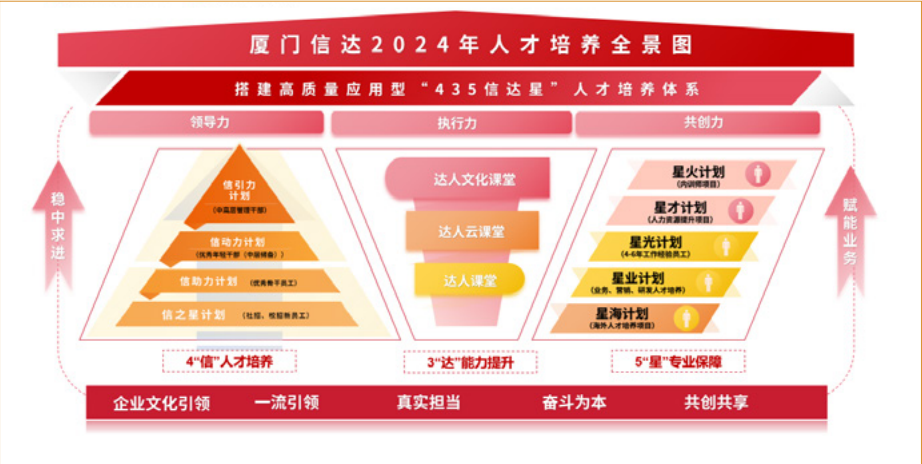 厦门信达2024年人才培养全景图
搭建高质量应用型“435信达星”人才培养体系
领导力
执行力
共创力
稳中求进
信引力
计划
(中高层管理干部)
信动力计划
(优秀年轻干部(中层储备))
信助力计划 (优秀骨干员工)
信之星计划 (社招、校招新员工)
4“信”人才培养
达人文化课堂
达人云课堂
达人课堂
3“达”能力提升
星火计划
(内训师项目)
星才计划
(人力资源提升项目)
星光计划
(4-6年工作经验员工)
星业计划
(业务、营销、研发人才培养)
星海计划
(海外人才培养项目)
5“星”专业保障
赋能业务
企业文化引领 一流引领 真实担当 奋斗为本 共创共享